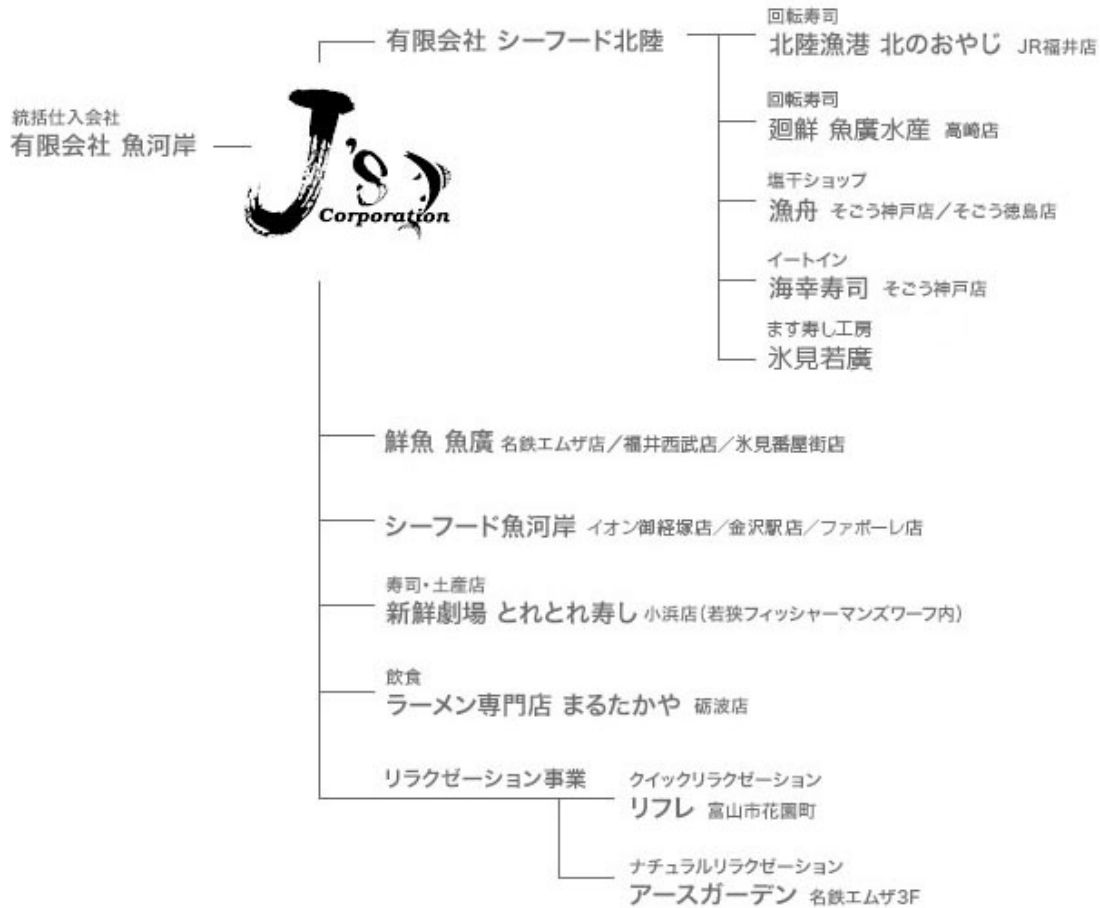 統括仕入会社
有限会社 魚河岸
J's
Corporation
有限会社 シーフード北陸
回転寿司
北陸漁港 北のおやじ JR福井店
回転寿司
廻鮮 魚廣水産 高崎店
塩干ショップ
漁舟 そごう神戸店／そごう徳島店
イートイン
海幸寿司 そごう神戸店
ます寿し工房
氷見若廣
鮮魚 魚廣 名鉄エムザ店／福井西武店／氷見番屋街店
シーフード魚河岸 イオン御経塚店／金沢駅店／ファボーレ店
寿司・土産店
新鮮劇場 とれとれ寿し 小浜店(若狭フィッシャーマンズワーフ内)
飲食
ラーメン専門店 まるたかや 砺波店
リラクゼーション事業
クイックリラクゼーション
リフレ 富山市花園町
ナチュラルリラクゼーション
アースガーデン 名鉄エムザ3F